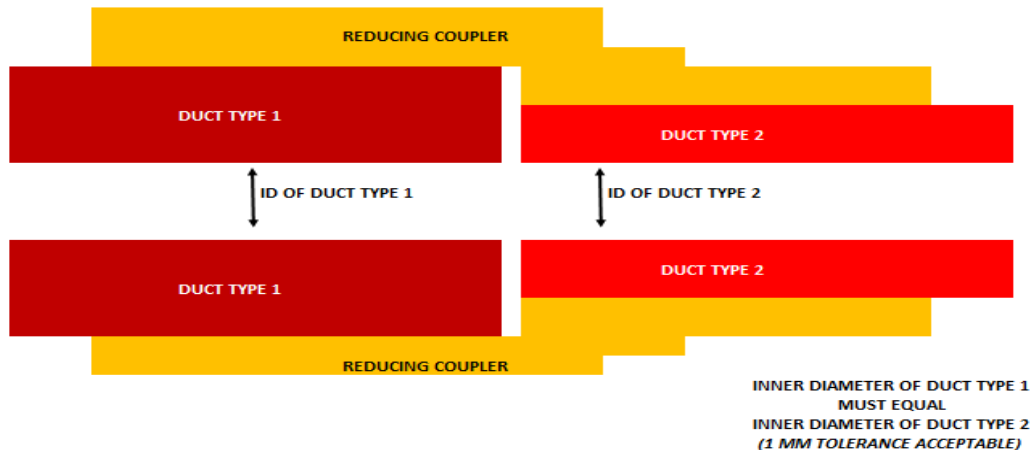 REDUCING COUPLER
DUCT TYPE 1
DUCT TYPE 2
ID OF DUCT TYPE 1
ID OF DUCT TYPE 2
DUCT TYPE 2
DUCT TYPE 1
REDUCING COUPLER
INNER DIAMETER OF DUCT TYPE 1
MUST EQUAL
INNER DIAMETER OF DUCT TYPE 2
(1 MM TOLERANCE ACCEPTABLE)